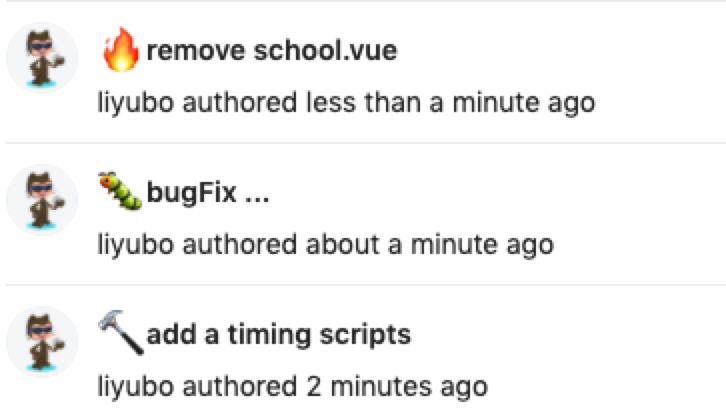 🔥remove school.vue
liyubo authored less than a minute ago
🐛bugFix ...
liyubo authored about a minute ago
🔨add a timing scripts
liyubo authored 2 minutes ago